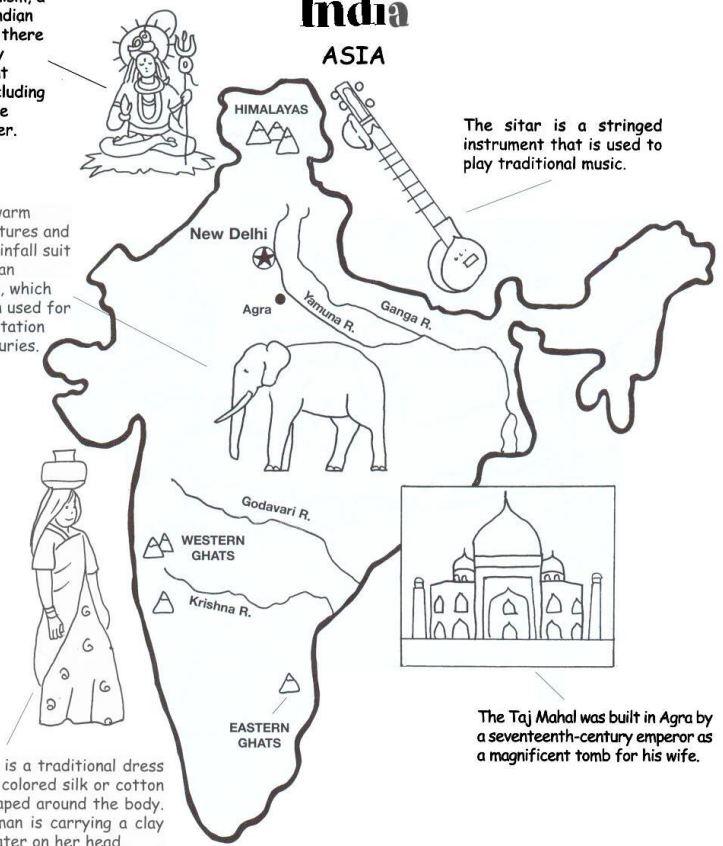 India
ASIA
ndian
there
cluding
er.
HIMALAYAS
The sitar is a stringed
instrument that is used to
play traditional music.
arm
tures and
infall suit
an
, which
used for
tation
uries.
New Delhi
Agra
Yamuna R.
Ganga R.
Godavari R.
WESTERN
GHATS
Krishna R.
EASTERN
GHATS
The Taj Mahal was built in Agra by
a seventeenth-century emperor as
a magnificent tomb for his wife.
is a traditional dress
colored silk or cotton
aped around the body.
man is carrying a clay
ater on her head